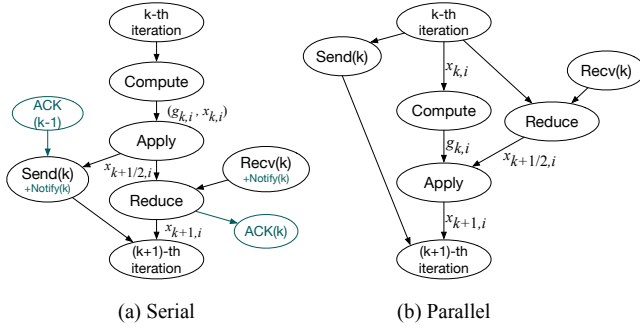 k-th
iteration
Compute
(g_{k,i}, x_{k,i})
ACK
(k-1)
Apply
x_{k+1/2,i}
Send(k)
+Notify(k)
Recv(k)
+Notify(k)
Reduce
x_{k+1,i}
ACK(k)
(k+1)-th
iteration
(a) Serial
k-th
iteration
Send(k)
x_{k,i}
Recv(k)
Compute
Reduce
g_{k,i}
x_{k+1/2,i}
Apply
x_{k+1,i}
(k+1)-th
iteration
(b) Parallel